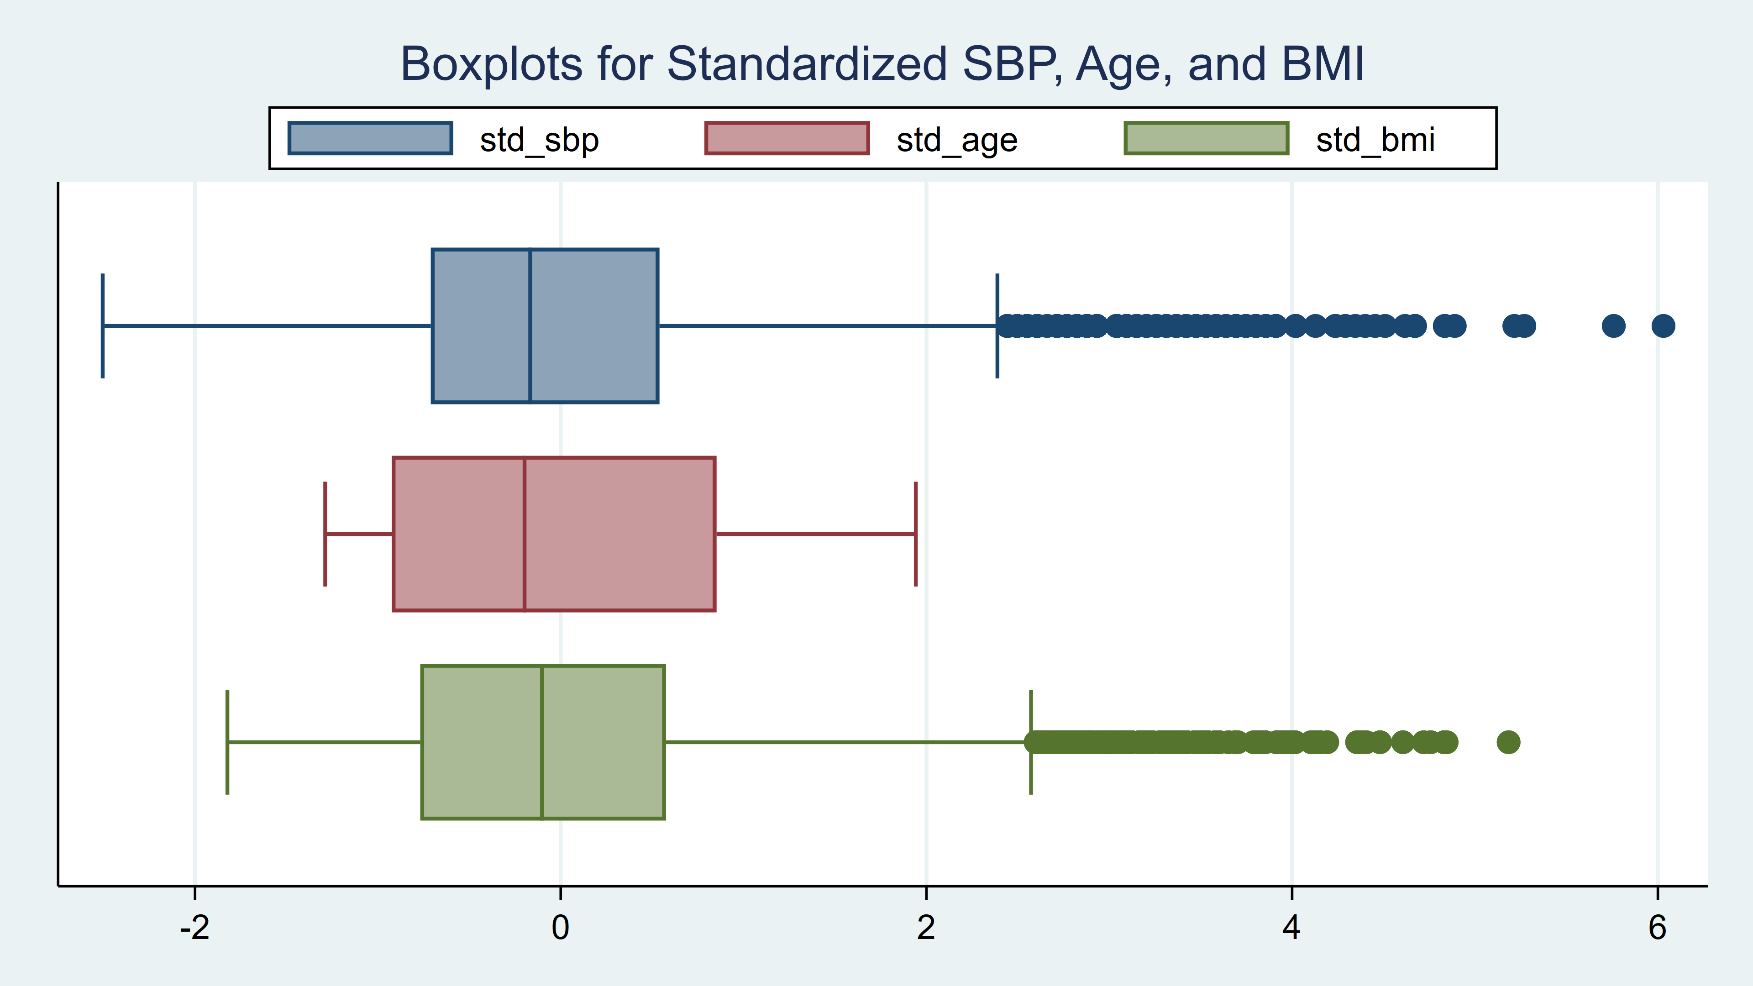 Boxplots for Standardized SBP, Age, and BMI
std_sbp std_age std_bmi
-2 0 2 4 6